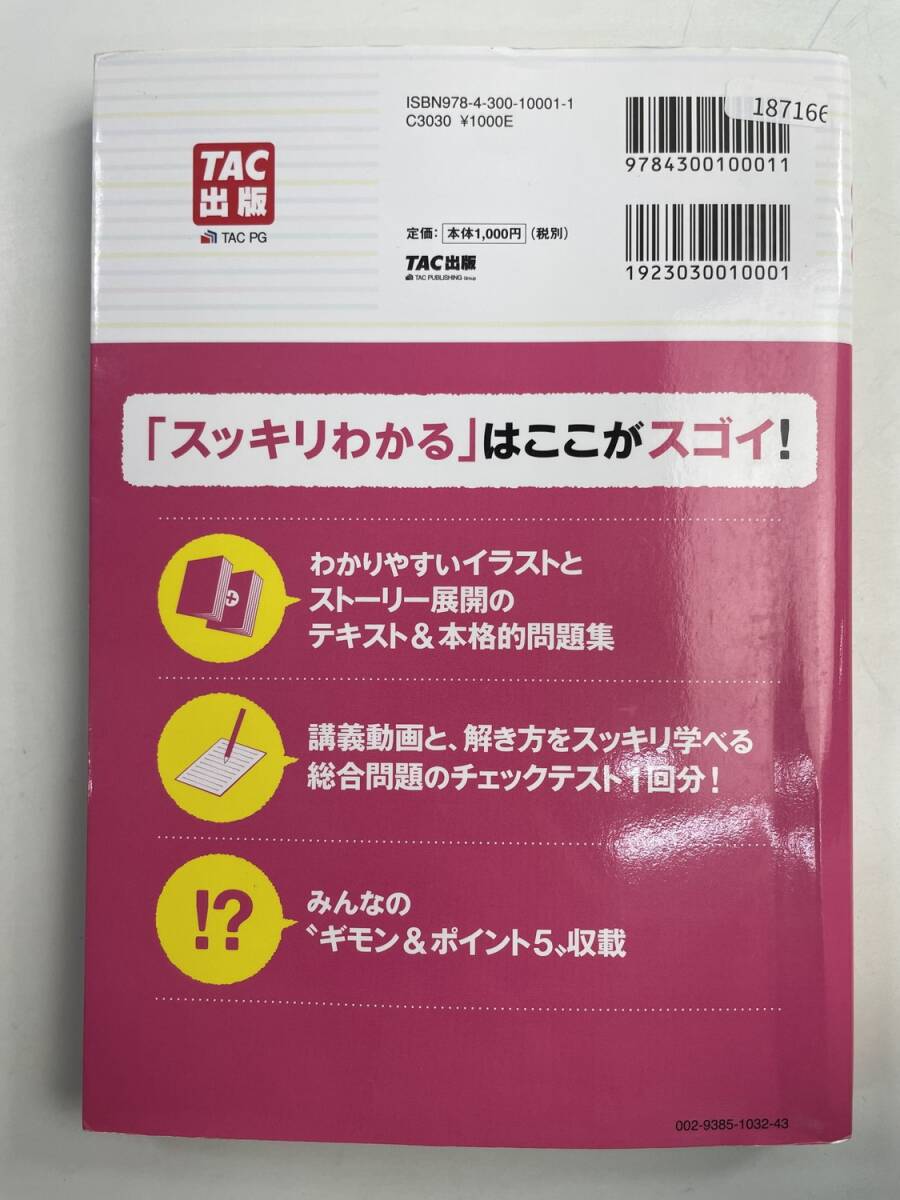 ISBN978-4-300-10001-1
C3030 ¥1000E
187166
9784300100011
TAC
出版
TAC PG
定価： 本体1,000円（税別）
TAC出版
TAC PUBLISHING Group
1923030010001
「スッキリわかる」はここがスゴイ！
わかりやすいイラストと
ストーリー展開の
テキスト＆本格的問題集
講義動画と、解き方をスッキリ学べる
総合問題のチェックテスト1回分！
!?
みんなの
〝ギモン＆ポイント5〟収載
002-9385-1032-43